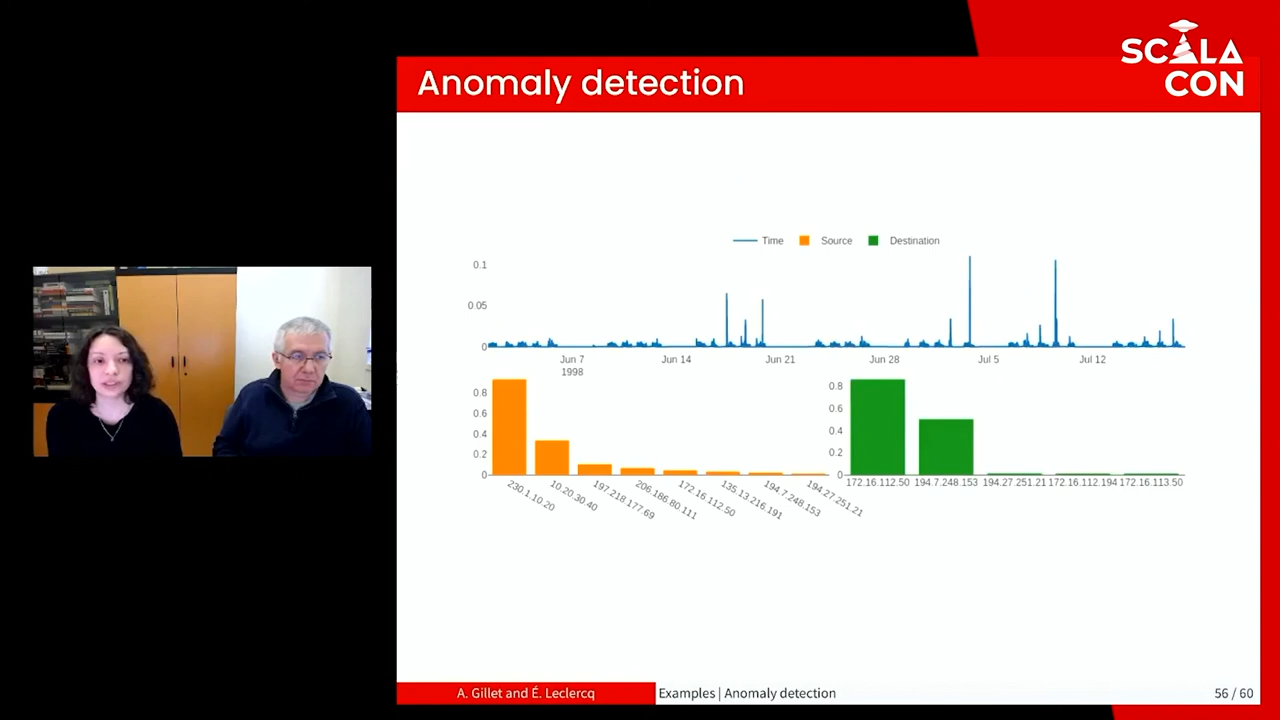 SCALA
CON
Anomaly detection
Time Source Destination
0.1
0.05
0
Jun 7 Jun 14 Jun 21 Jun 28 Jul 5 Jul 12
1998
0.8
0.6
0.4
0.2
0
230.1.10.20 10.20.30.40 197.218.177.69 206.186.80.111 172.16.112.50 135.13.216.191 194.7.248.153 194.27.251.21
0.8
0.6
0.4
0.2
0
172.16.112.50 194.7.248 153 194.27 251.21 172.16 112.194 172.16 113.50
A. Gillet and É. Leclercq Examples | Anomaly detection 56 / 60